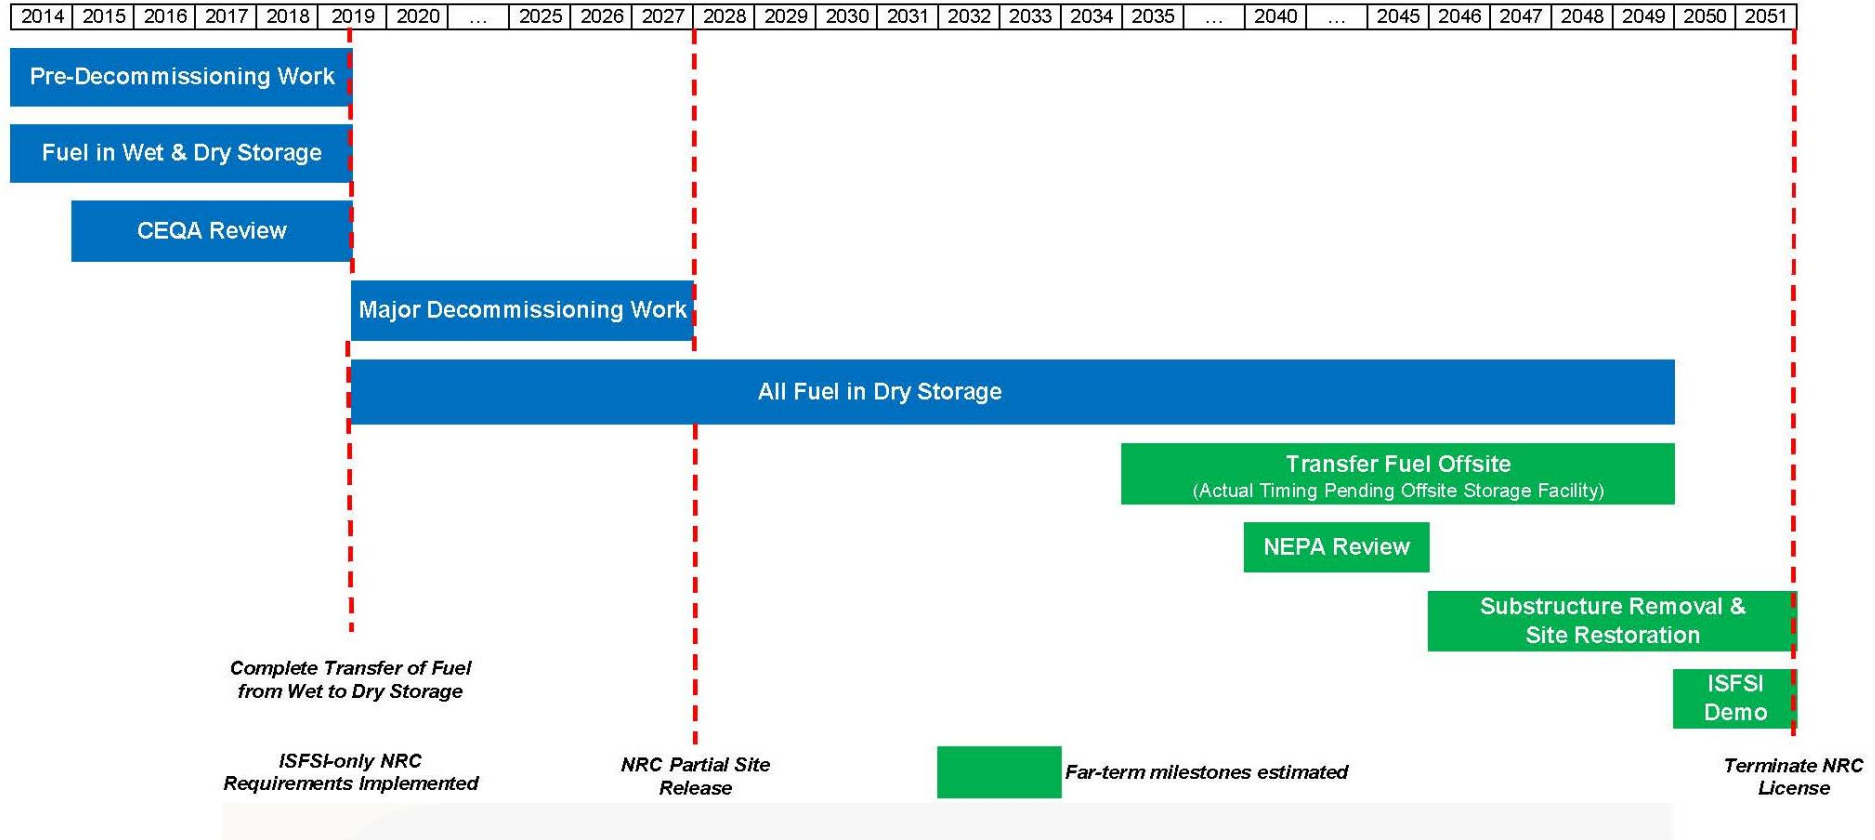 2014 2015 2016 2017 2018 2019 2020 ... 2025 2026 2027 2028 2029 2030 2031 2032 2033 2034 2035 ... 2040 ... 2045 2046 2047 2048 2049 2050 2051
Pre-Decommissioning Work
Fuel in Wet & Dry Storage
CEQA Review
Major Decommissioning Work
All Fuel in Dry Storage
Transfer Fuel Offsite
(Actual Timing Pending Offsite Storage Facility)
NEPA Review
Substructure Removal &
Site Restoration
ISFSI
Demo
Complete Transfer of Fuel
from Wet to Dry Storage
ISFSI-only NRC
Requirements Implemented
NRC Partial Site
Release
Far-term milestones estimated
Terminate NRC
License